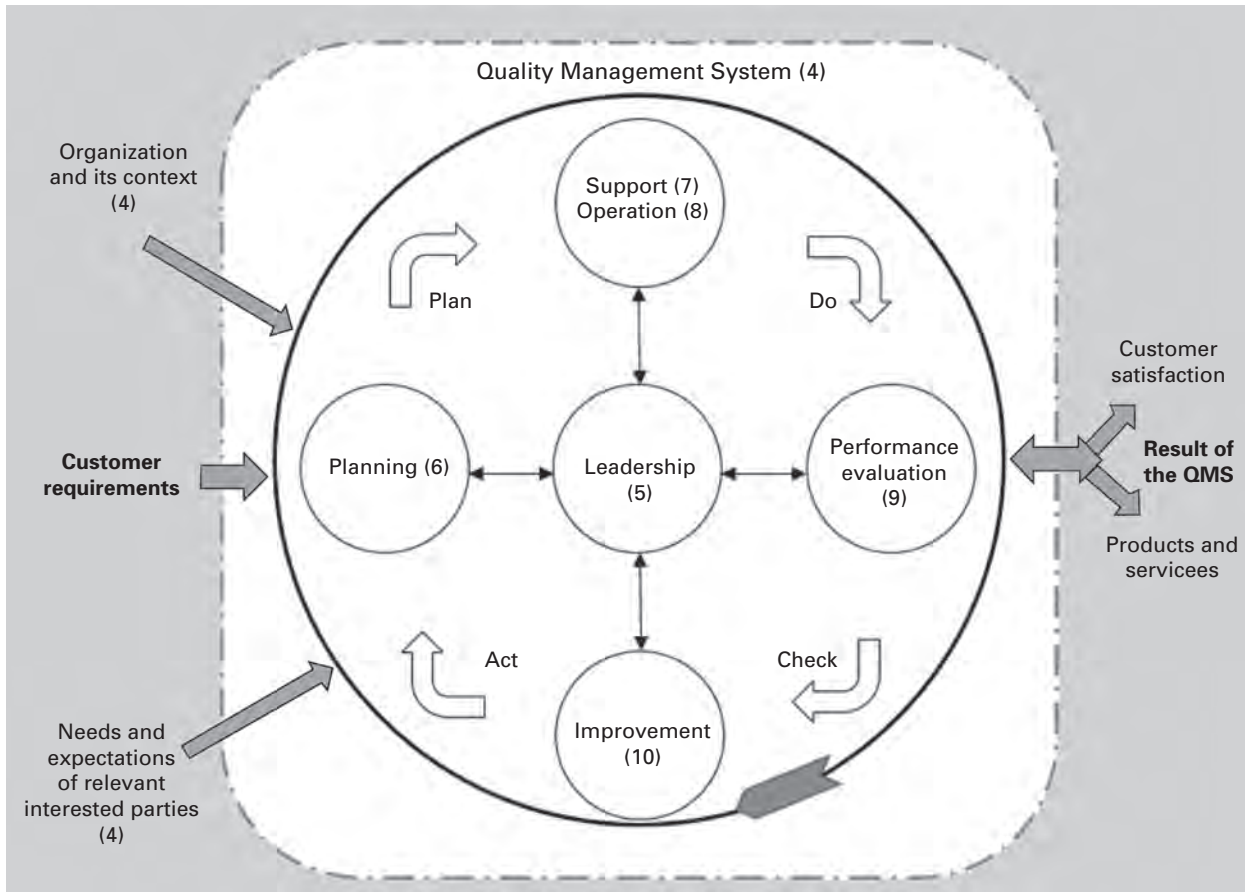 Quality Management System (4)
Organization
and its context
(4)
Support (7)
Operation (8)
Plan
Do
Customer
satisfaction
Customer
requirements
Planning (6)
Leadership
(5)
Performance
evaluation
(9)
Result of
the QMS
Products and
servicees
Act
Check
Needs and
expectations
of relevant
interested parties
(4)
Improvement
(10)